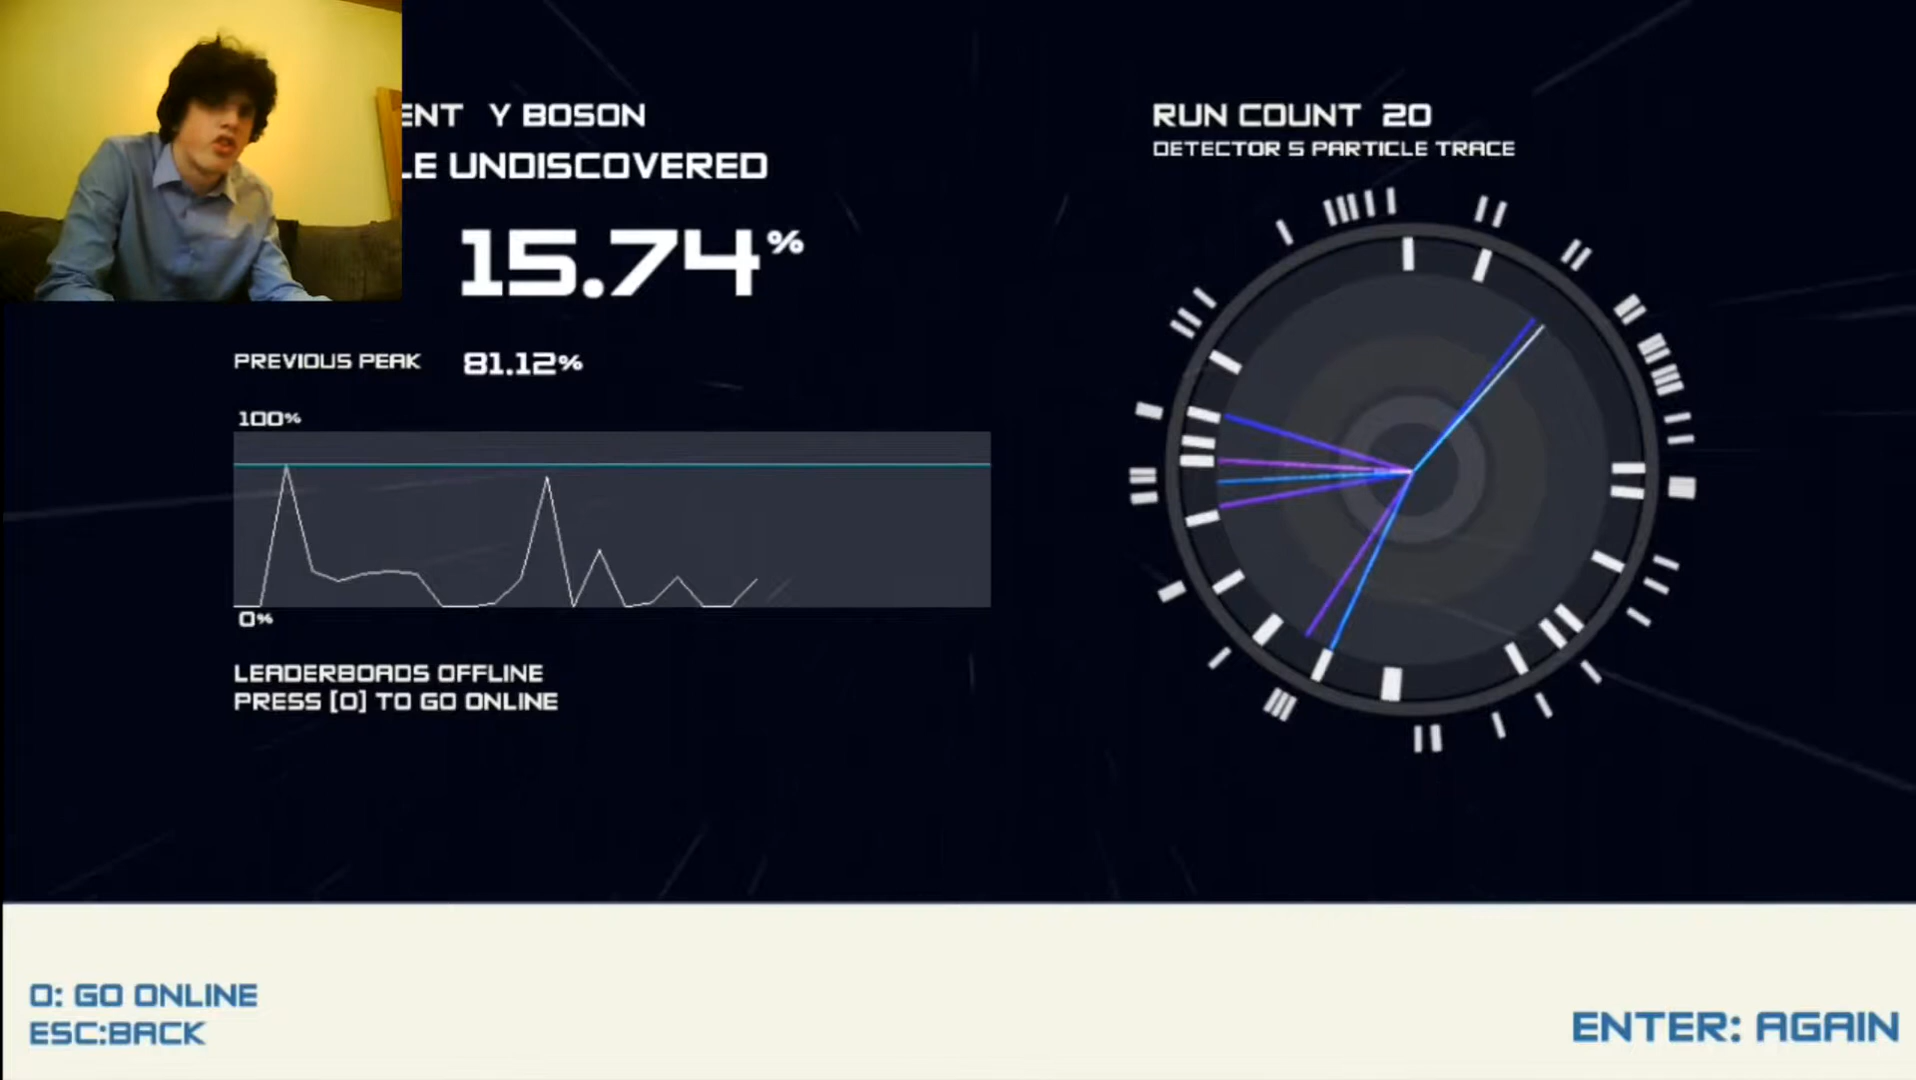 ENT Y BOSON
LE UNDISCOVERED
15.74%
PREVIOUS PEAK 81.12%
100%
0%
LEADERBOARDS OFFLINE
PRESS [O] TO GO ONLINE
RUN COUNT 20
DETECTOR 5 PARTICLE TRACE
O: GO ONLINE
ESC:BACK
ENTER: AGAIN